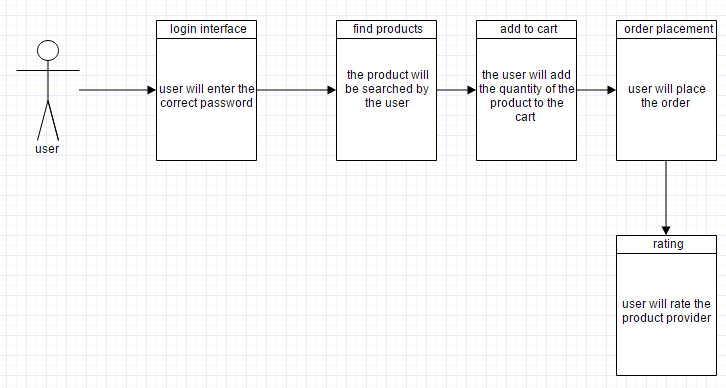 login interface
user will enter the
correct password
find products
the product will
be searched by
the user
add to cart
the user will add
the quantity of the
product to the
cart
order placement
user will place
the order
user
rating
user will rate the
product provider